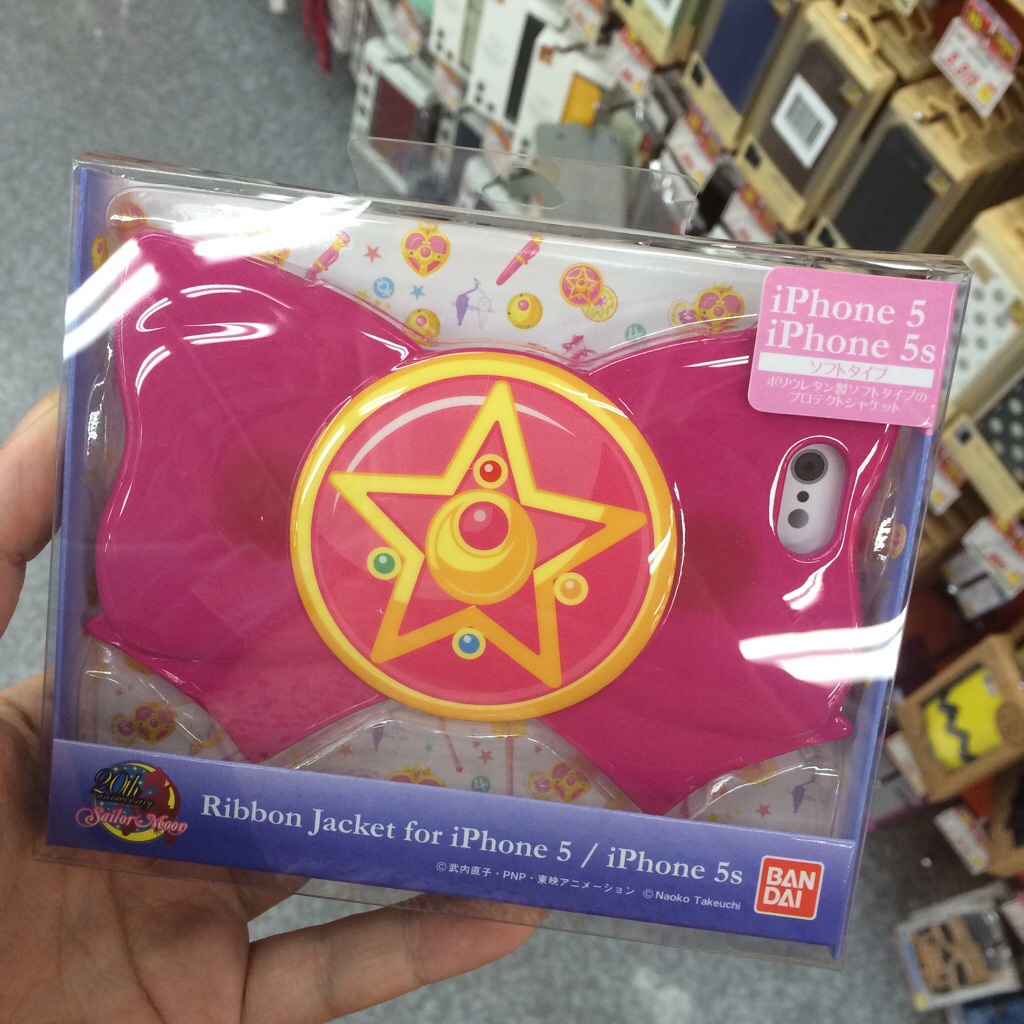 iPhone 5
iPhone 5s
ソフトタイプ
ポリウレタン製ソフトタイプの
プロテクトジャケット
20th
anniversary
Sailor Moon
Ribbon Jacket for iPhone 5 / iPhone 5s
©武内直子・PNP・東映アニメーション ©Naoko Takeuchi
BAN
DAI